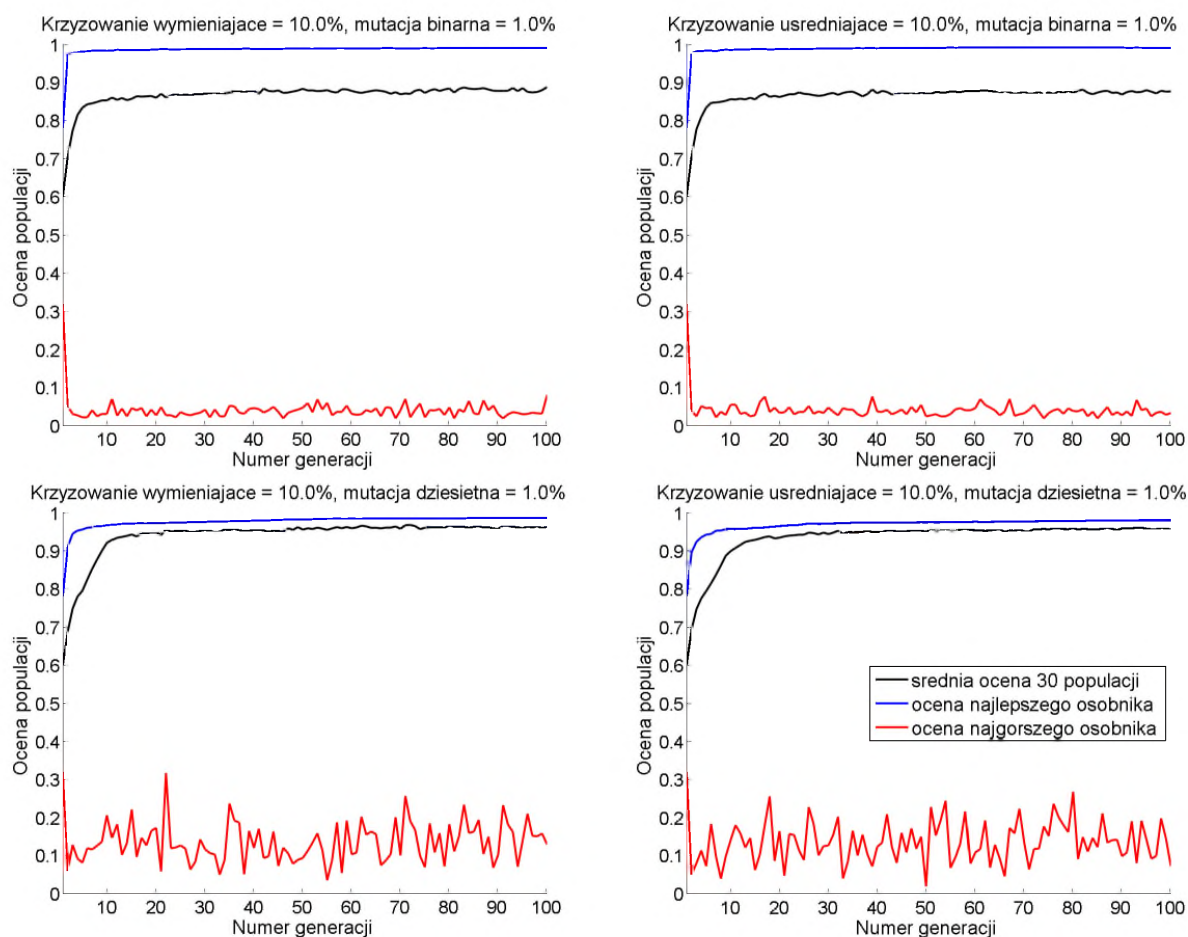 Krzyzowanie wymieniajace = 10.0%, mutacja binarna = 1.0%
1
0.9
0.8
0.7
0.6
0.5
0.4
0.3
0.2
0.1
0
Ocena populacji
10 20 30 40 50 60 70 80 90 100
Numer generacji
Krzyzowanie usredniajace = 10.0%, mutacja binarna = 1.0%
1
0.9
0.8
0.7
0.6
0.5
0.4
0.3
0.2
0.1
0
Ocena populacji
10 20 30 40 50 60 70 80 90 100
Numer generacji
Krzyzowanie wymieniajace = 10.0%, mutacja dziesietna = 1.0%
1
0.9
0.8
0.7
0.6
0.5
0.4
0.3
0.2
0.1
0
Ocena populacji
10 20 30 40 50 60 70 80 90 100
Numer generacji
Krzyzowanie usredniajace = 10.0%, mutacja dziesietna = 1.0%
1
0.9
0.8
0.7
0.6
0.5
0.4
0.3
0.2
0.1
0
Ocena populacji
srednia ocena 30 populacji
ocena najlepszego osobnika
ocena najgorszego osobnika
10 20 30 40 50 60 70 80 90 100
Numer generacji